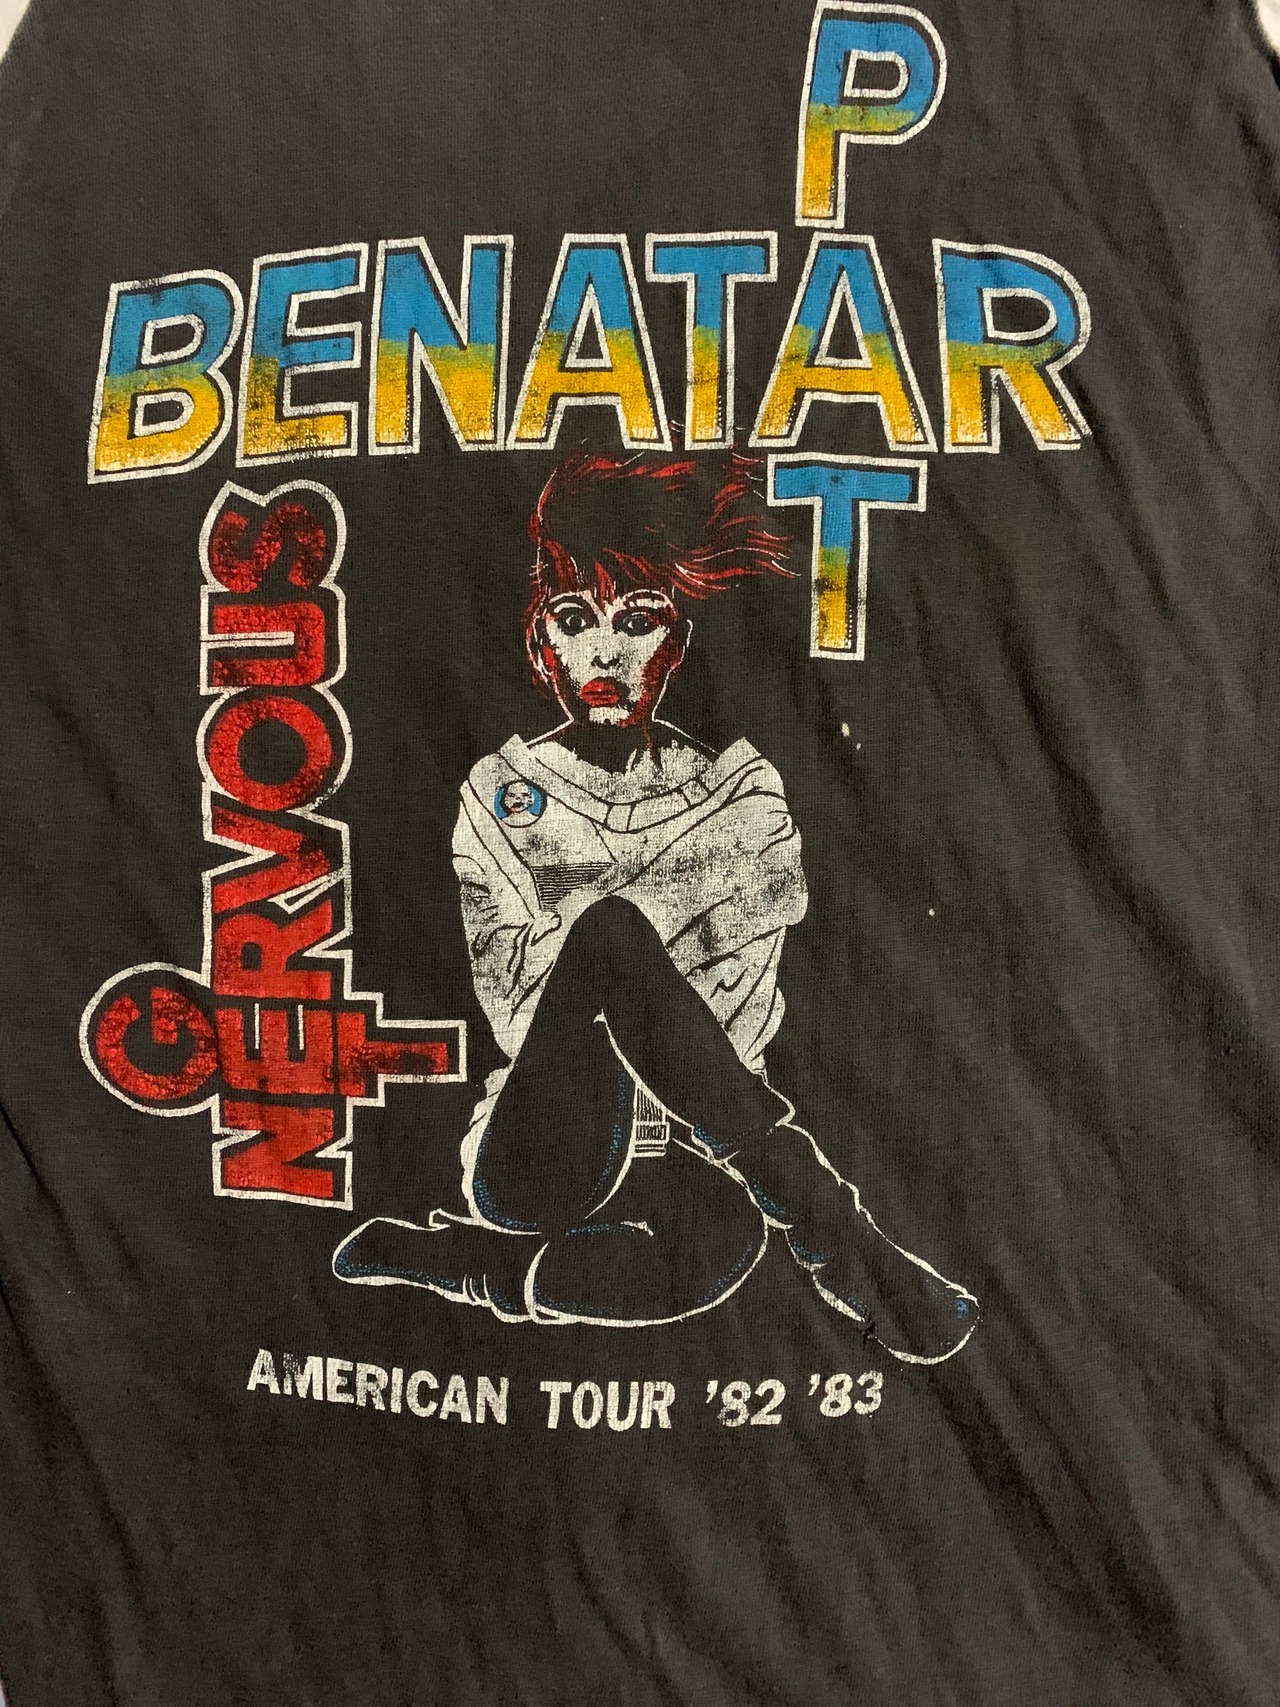 PAT
BENATAR
GET
NERVOUS
AMERICAN TOUR '82 '83